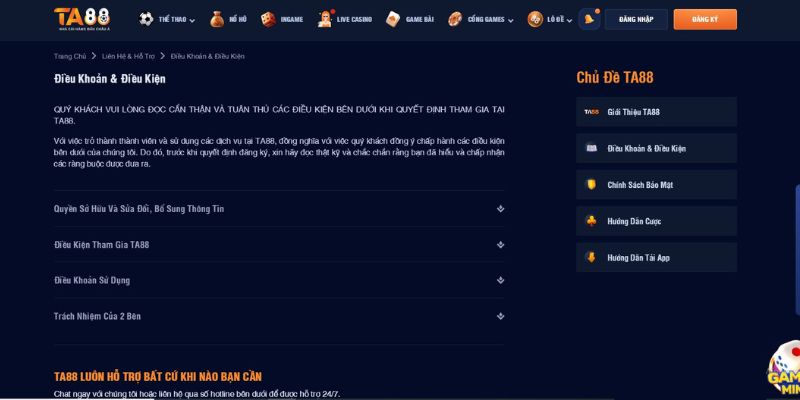 TA88
NHÀ CÁI HÀNG ĐẦU CHÂU Á
THỂ THAO
NỔ HŨ
INGAME
LIVE CASINO
GAME BÀI
CỔNG GAMES
LÔ ĐỀ
ĐĂNG NHẬP
ĐĂNG KÝ
Trang Chủ > Liên Hệ & Hỗ Trợ > Điều Khoản & Điều Kiện
Điều Khoản & Điều Kiện
QUÝ KHÁCH VUI LÒNG ĐỌC CẨN THẬN VÀ TUÂN THỦ CÁC ĐIỀU KIỆN BÊN DƯỚI KHI QUYẾT ĐỊNH THAM GIA TẠI
TA88.
Với việc trở thành thành viên và sử dụng các dịch vụ tại TA88, đồng nghĩa với việc quý khách đồng ý chấp hành các điều kiện
bên dưới của chúng tôi. Do đó, trước khi quyết định đăng ký, xin hãy đọc thật kỹ và chắc chắn rằng bạn đã hiểu và chấp nhận
các ràng buộc được đưa ra.
Quyền Sở Hữu Và Sửa Đổi, Bổ Sung Thông Tin
Điều Kiện Tham Gia TA88
Điều Khoản Sử Dụng
Trách Nhiệm Của 2 Bên
TA88 LUÔN HỖ TRỢ BẤT CỨ KHI NÀO BẠN CẦN
Chat ngay với chúng tôi hoặc liên hệ qua số hotline bên dưới để được hỗ trợ 24/7.
Chủ Đề TA88
TA88 Giới Thiệu TA88
Điều Khoản & Điều Kiện
Chính Sách Bảo Mật
Hướng Dẫn Cược
Hướng Dẫn Tải App
GAM
MIN